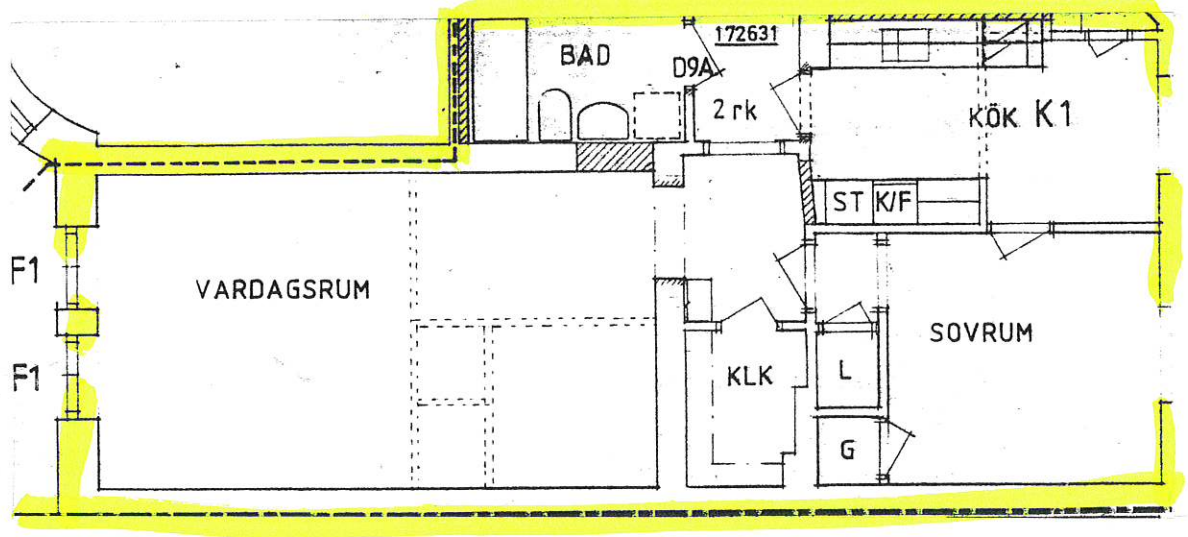 172631
BAD
D9A
2 rk
KÖK K1
ST K/F
F1
VARDAGSRUM
SOVRUM
F1
KLK
L
G